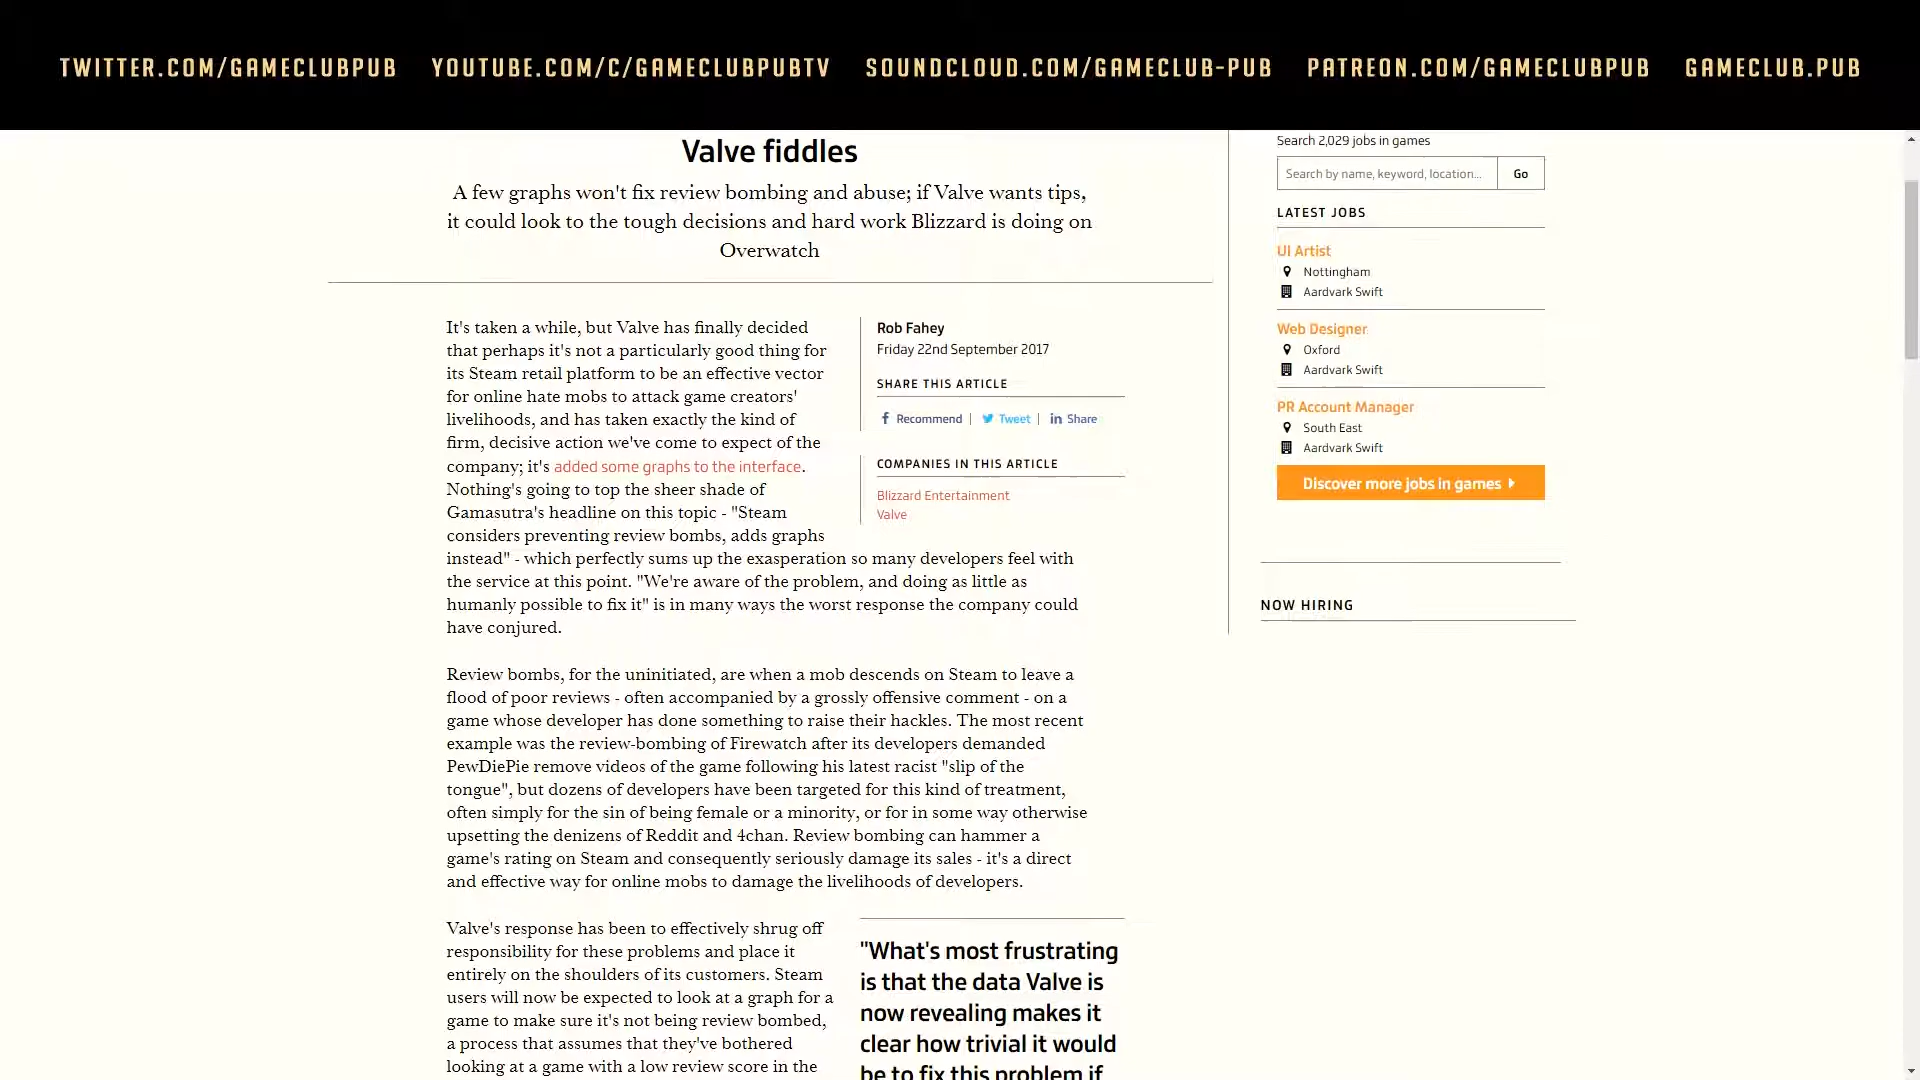 TWITTER.COM/GAMECLUBPUB YOUTUBE.COM/C/GAMECLUBPUBTV SOUNDCLOUD.COM/GAMECLUB-PUB PATREON.COM/GAMECLUBPUB GAMECLUB.PUB
Valve fiddles
A few graphs won't fix review bombing and abuse; if Valve wants tips,
it could look to the tough decisions and hard work Blizzard is doing on
Overwatch
It's taken a while, but Valve has finally decided
that perhaps it's not a particularly good thing for
its Steam retail platform to be an effective vector
for online hate mobs to attack game creators'
livelihoods, and has taken exactly the kind of
firm, decisive action we've come to expect of the
company; it's added some graphs to the interface.
Nothing's going to top the sheer shade of
Gamasutra's headline on this topic - "Steam
considers preventing review bombs, adds graphs
instead" - which perfectly sums up the exasperation so many developers feel with
the service at this point. "We're aware of the problem, and doing as little as
humanly possible to fix it" is in many ways the worst response the company could
have conjured.
Rob Fahey
Friday 22nd September 2017
SHARE THIS ARTICLE
Recommend | Tweet | Share
COMPANIES IN THIS ARTICLE
Blizzard Entertainment
Valve
Review bombs, for the uninitiated, are when a mob descends on Steam to leave a
flood of poor reviews - often accompanied by a grossly offensive comment - on a
game whose developer has done something to raise their hackles. The most recent
example was the review-bombing of Firewatch after its developers demanded
PewDiePie remove videos of the game following his latest racist "slip of the
tongue", but dozens of developers have been targeted for this kind of treatment,
often simply for the sin of being female or a minority, or for in some way otherwise
upsetting the denizens of Reddit and 4chan. Review bombing can hammer a
game's rating on Steam and consequently seriously damage its sales - it's a direct
and effective way for online mobs to damage the livelihoods of developers.
Valve's response has been to effectively shrug off
responsibility for these problems and place it
entirely on the shoulders of its customers. Steam
users will now be expected to look at a graph for a
game to make sure it's not being review bombed,
a process that assumes that they've bothered
looking at a game with a low review score in the
"What's most frustrating
is that the data Valve is
now revealing makes it
clear how trivial it would
be to fix this problem if
Search 2,029 jobs in games
Search by name, keyword, location... Go
LATEST JOBS
UI Artist
Nottingham
Aardvark Swift
Web Designer
Oxford
Aardvark Swift
PR Account Manager
South East
Aardvark Swift
Discover more jobs in games
NOW HIRING